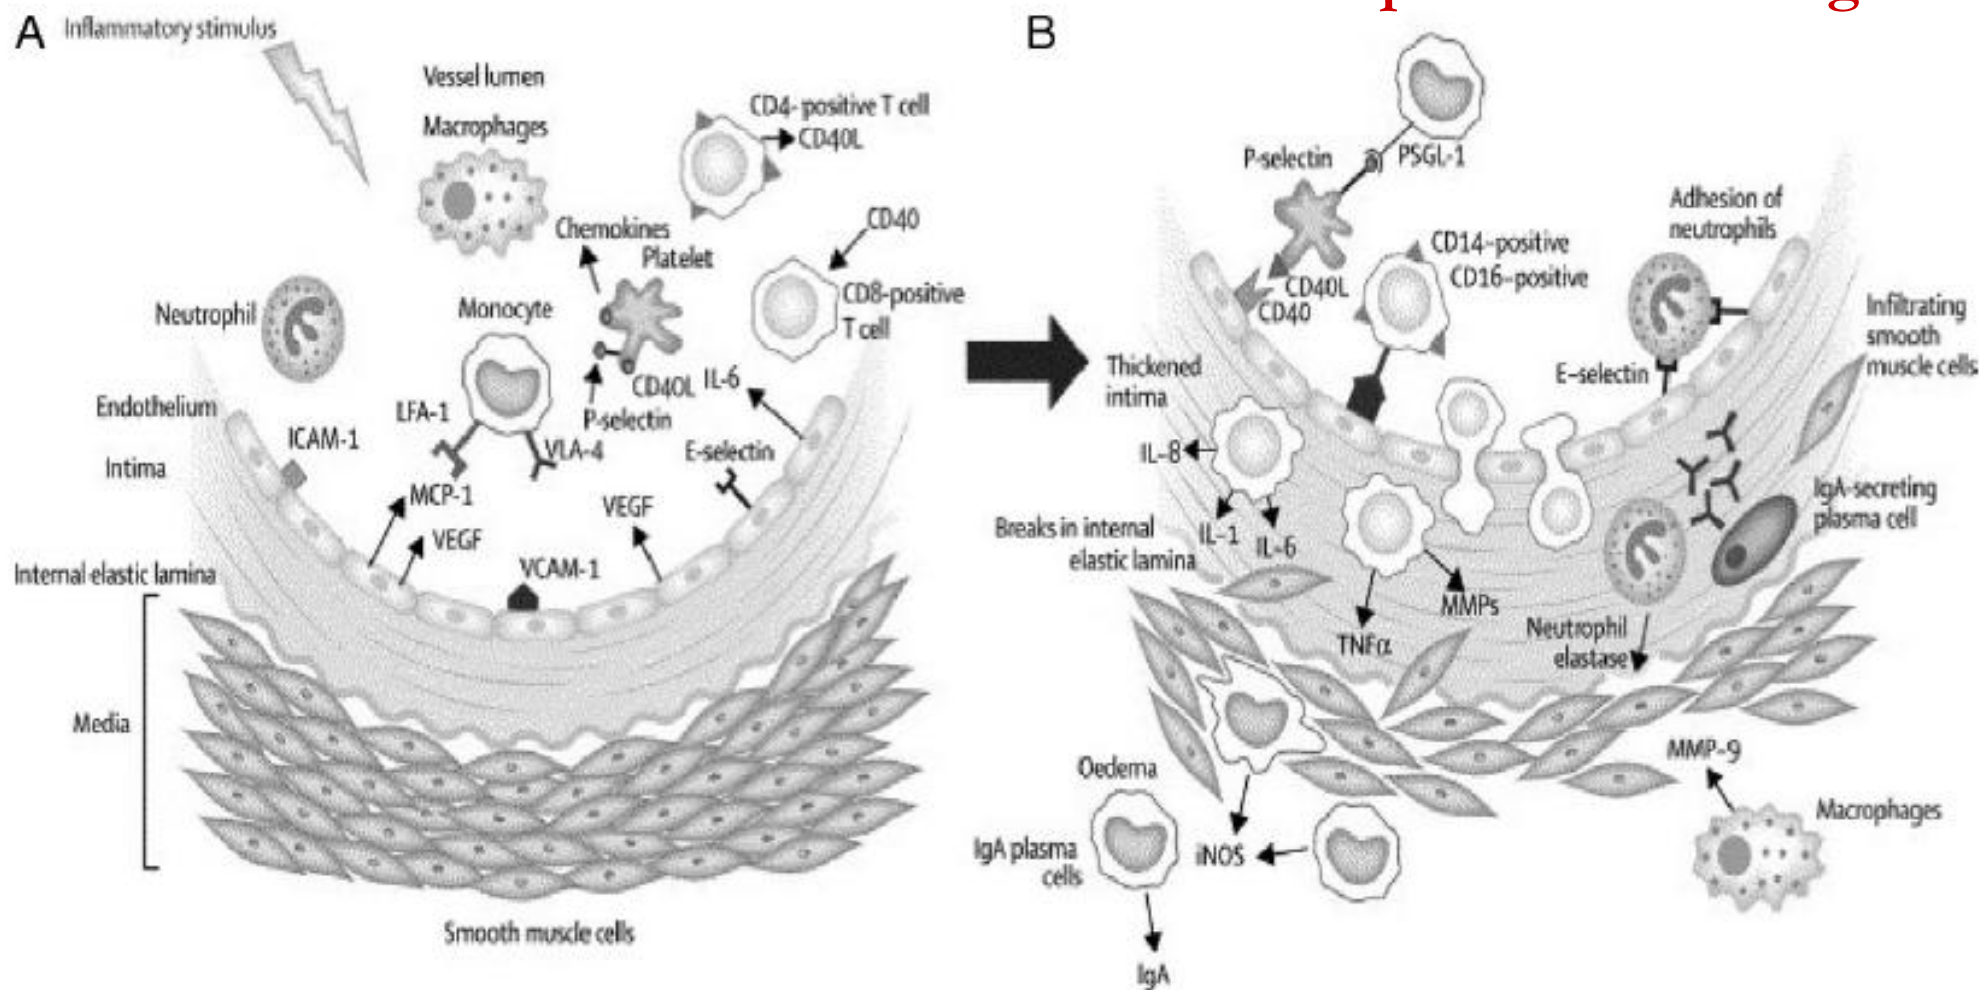 A
Inflammatory stimulus
Vessel lumen
Macrophages
CD4-positive T cell
CD40L
Chemokines
Platelet
CD40
CD8-positive
T cell
Neutrophil
Monocyte
CD40L
IL-6
P-selectin
Endothelium
LFA-1
ICAM-1
VLA-4
E-selectin
Intima
MCP-1
VEGF
VEGF
VCAM-1
Internal elastic lamina
Media
Smooth muscle cells
B
P-selectin
PSGL-1
Adhesion of
neutrophils
CD14-positive
CD16-positive
CD40L
CD40
Infiltrating
smooth
muscle cells
Thickened
intima
E-selectin
IL-8
IgA-secreting
plasma cell
Breaks in internal
elastic lamina
IL-1
IL-6
MMPs
TNFα
Neutrophil
elastase
MMP-9
Oedema
Macrophages
IgA plasma
cells
iNOS
IgA